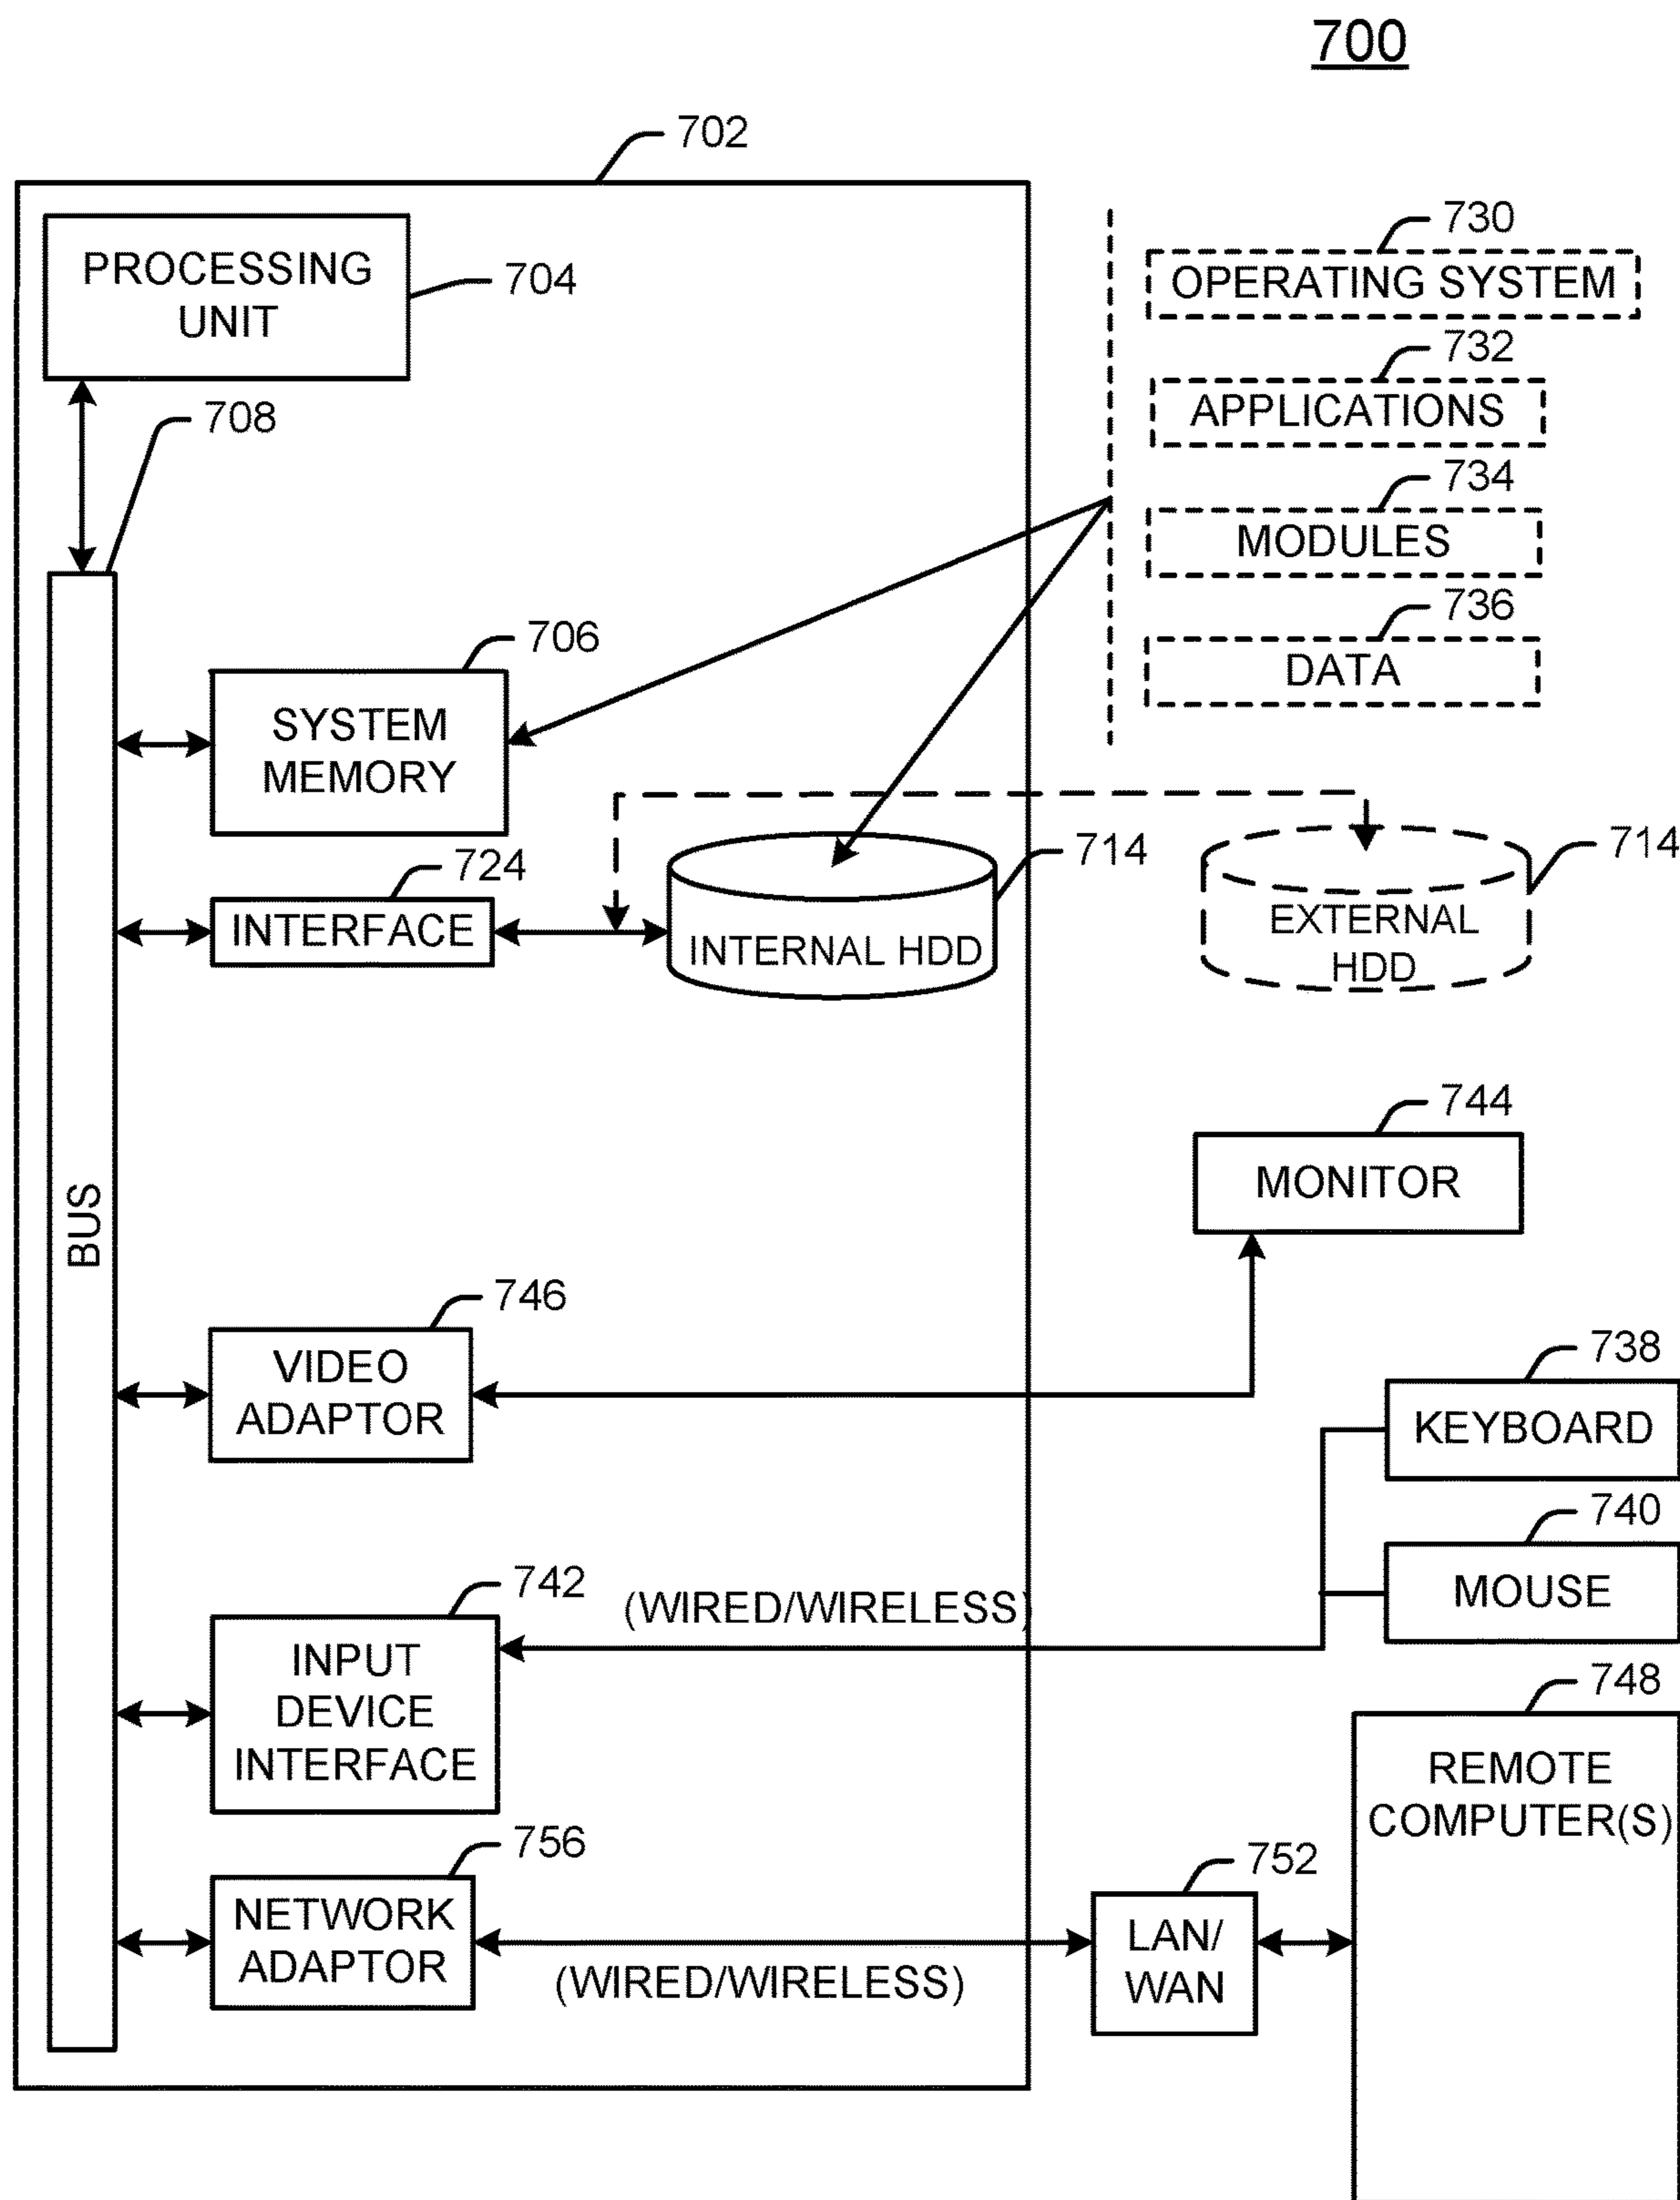 700
702
PROCESSING
UNIT
704
708
730
OPERATING SYSTEM
732
APPLICATIONS
734
MODULES
736
DATA
706
SYSTEM
MEMORY
724
INTERFACE
714
INTERNAL HDD
714
EXTERNAL
HDD
BUS
744
MONITOR
746
VIDEO
ADAPTOR
738
KEYBOARD
740
MOUSE
742
INPUT
DEVICE
INTERFACE
(WIRED/WIRELESS)
748
REMOTE
COMPUTER(S)
756
NETWORK
ADAPTOR
(WIRED/WIRELESS)
752
LAN/
WAN